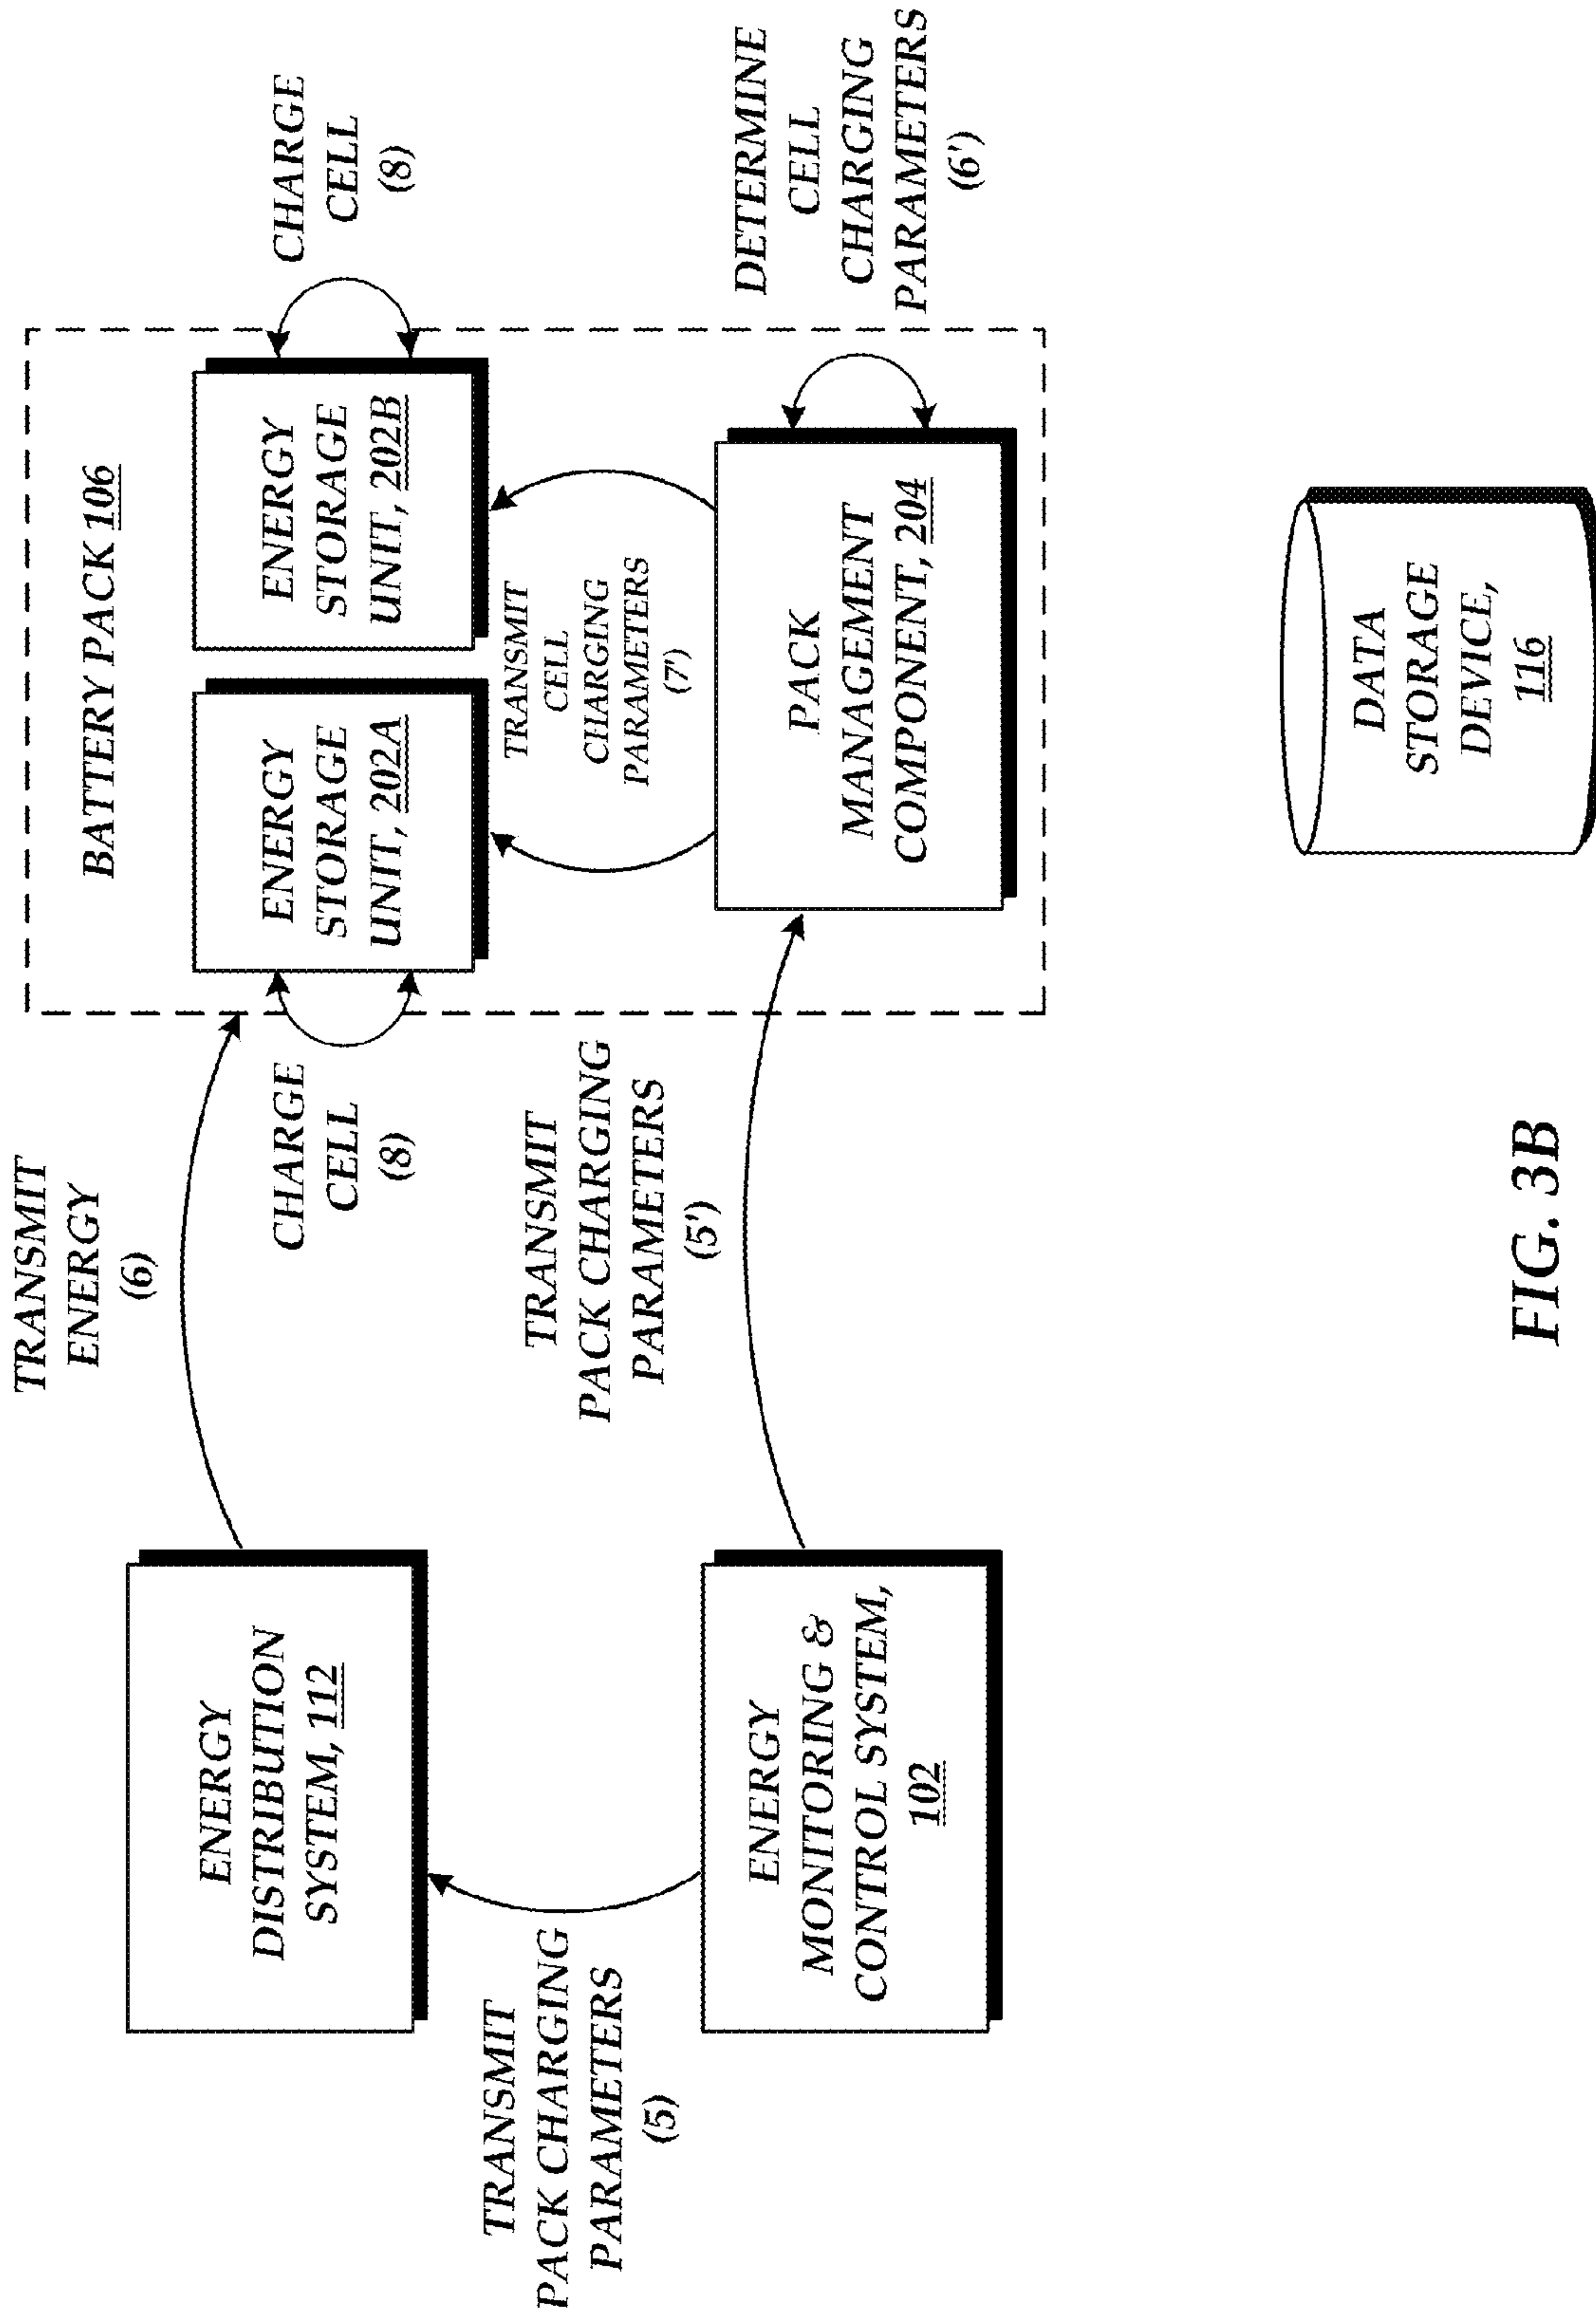 TRANSMIT
ENERGY
(6)
BATTERY PACK 106
ENERGY
DISTRIBUTION
SYSTEM, 112
CHARGE
CELL
(8)
ENERGY
STORAGE
UNIT, 202A
ENERGY
STORAGE
UNIT, 202B
CHARGE
CELL
(8)
TRANSMIT
PACK CHARGING
PARAMETERS
(5)
TRANSMIT
PACK CHARGING
PARAMETERS
(5')
TRANSMIT
CELL
CHARGING
PARAMETERS
(7')
ENERGY
MONITORING &
CONTROL SYSTEM,
102
PACK
MANAGEMENT
COMPONENT, 204
DETERMINE
CELL
CHARGING
PARAMETERS
(6')
DATA
STORAGE
DEVICE,
116
FIG. 3B